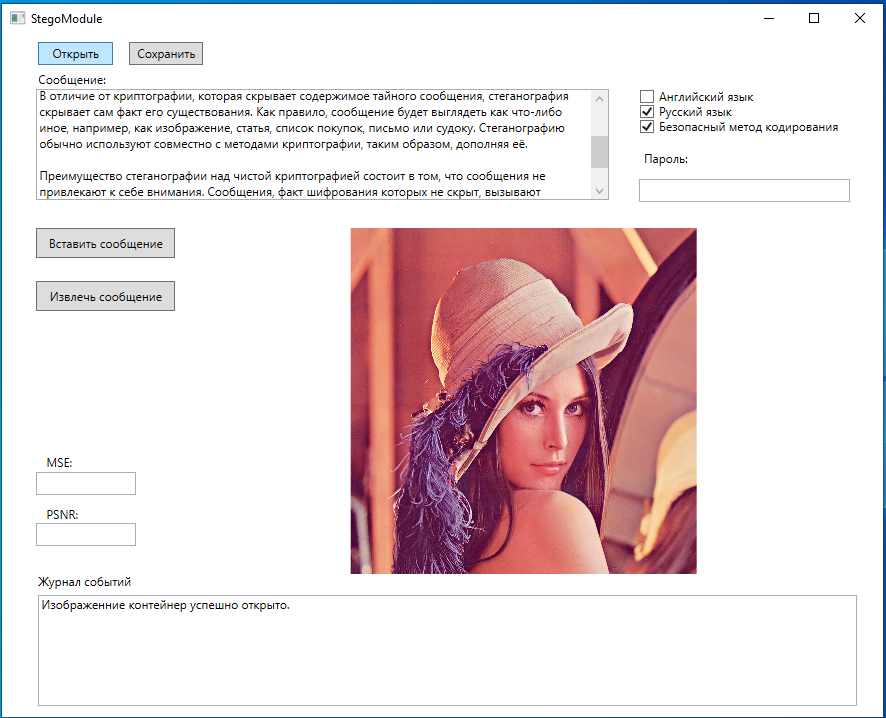 StegoModule
Открыть
Сохранить
Сообщение:
В отличие от криптографии, которая скрывает содержимое тайного сообщения, стеганография
скрывает сам факт его существования. Как правило, сообщение будет выглядеть как что-либо
иное, например, как изображение, статья, список покупок, письмо или судоку. Стеганографию
обычно используют совместно с методами криптографии, таким образом, дополняя её.
Преимущество стеганографии над чистой криптографией состоит в том, что сообщения не
привлекают к себе внимания. Сообщения, факт шифрования которых не скрыт, вызывают
Английский язык
Русский язык
Безопасный метод кодирования
Пароль:
Вставить сообщение
Извлечь сообщение
MSE:
PSNR:
Журнал событий
Изображенние контейнер успешно открыто.